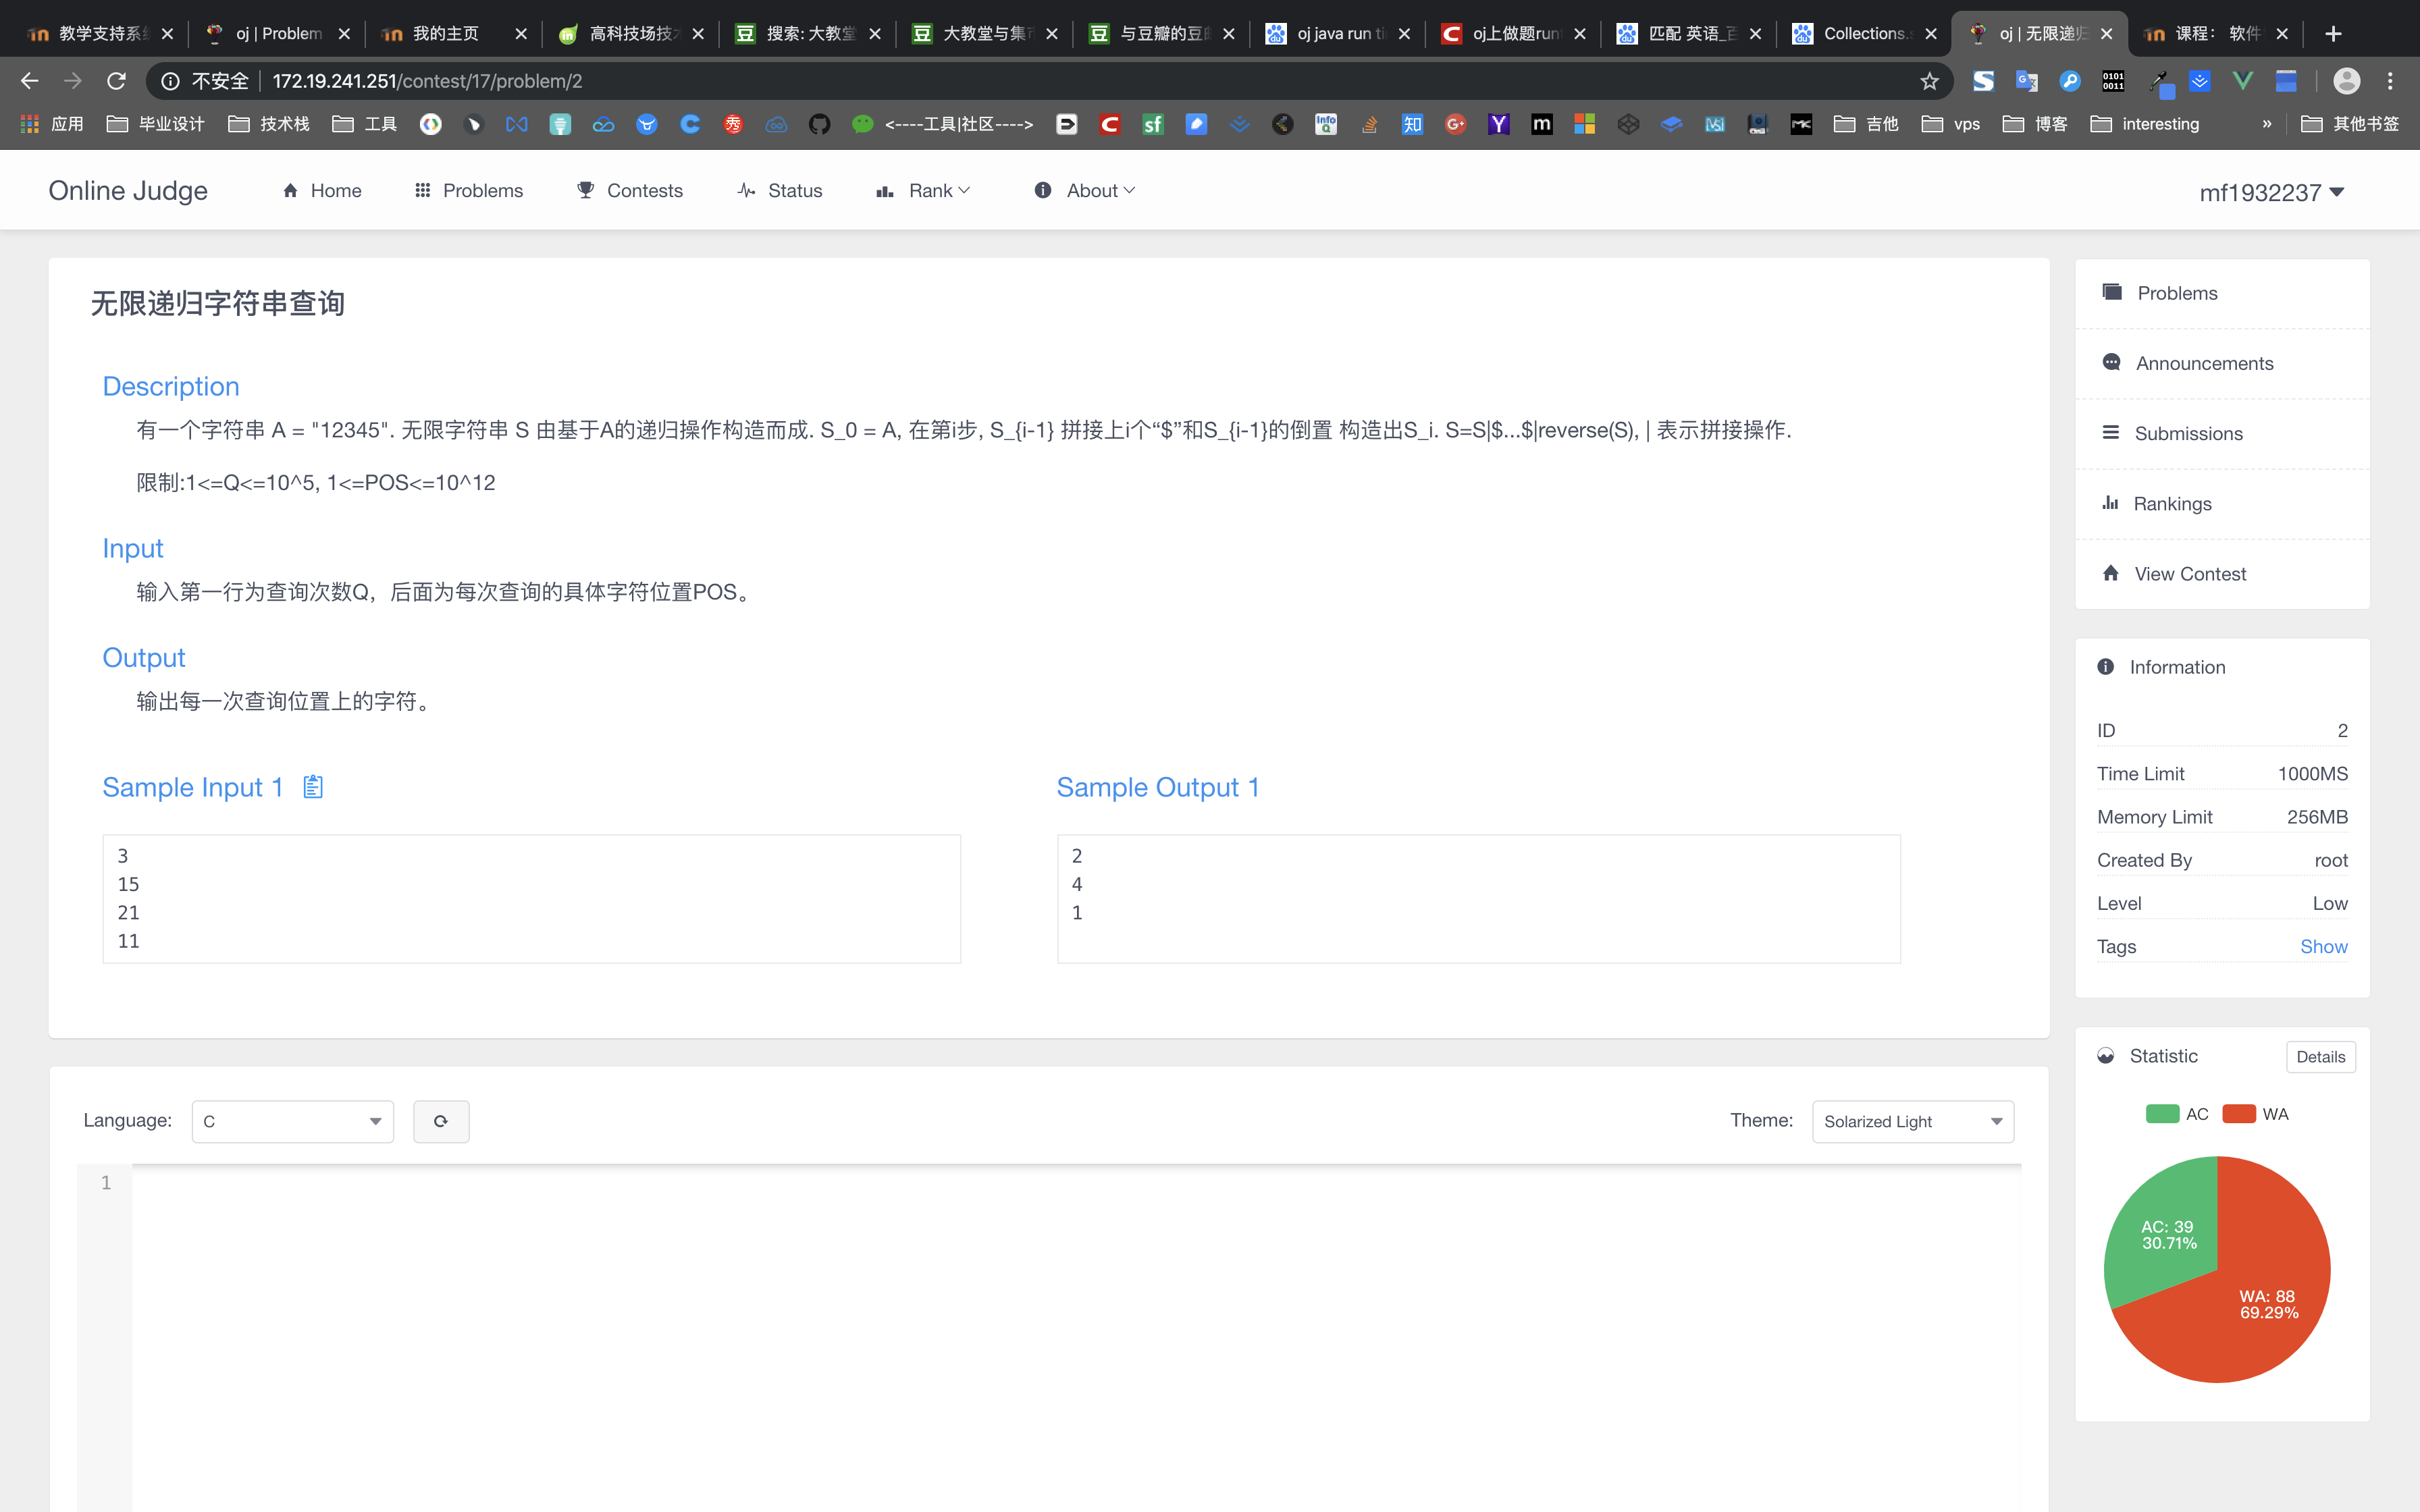 教学支持系
oj | Problem
我的主页
高科技场技
搜索: 大教堂
大教堂与集
与豆瓣的豆
oj java run ti
oj上做题run
匹配 英语_百
Collections.s
oj | 无限递归
课程： 软件
不安全
172.19.241.251/contest/17/problem/2
应用
毕业设计
技术栈
工具
<----工具|社区---->
吉他
vps
博客
interesting
»
其他书签
Online Judge
Home
Problems
Contests
Status
Rank
About
mf1932237
无限递归字符串查询
Description
有一个字符串 A = "12345". 无限字符串 S 由基于A的递归操作构造而成. S_0 = A, 在第i步, S_{i-1} 拼接上i个“$”和S_{i-1}的倒置 构造出S_i. S=S|$...$|reverse(S), | 表示拼接操作.
限制:1<=Q<=10^5, 1<=POS<=10^12
Input
输入第一行为查询次数Q，后面为每次查询的具体字符位置POS。
Output
输出每一次查询位置上的字符。
Sample Input 1
3
15
21
11
Sample Output 1
2
4
1
Language:
C
Theme:
Solarized Light
1
Problems
Announcements
Submissions
Rankings
View Contest
Information
ID 2
Time Limit 1000MS
Memory Limit 256MB
Created By root
Level Low
Tags Show
Statistic
Details
AC
WA
AC: 39
30.71%
WA: 88
69.29%